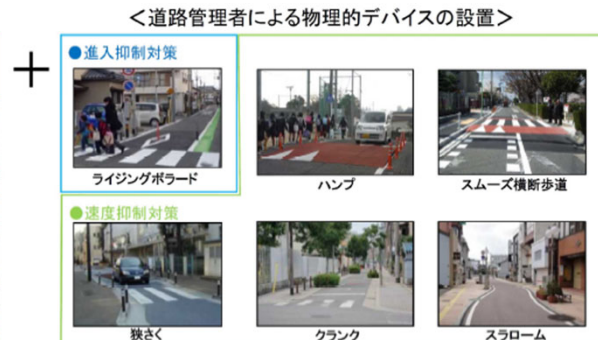 ＜道路管理者による物理的デバイスの設置＞
＋
●進入抑制対策
ライジングボラード
ハンプ
スムーズ横断歩道
●速度抑制対策
狭さく
クランク
スラローム